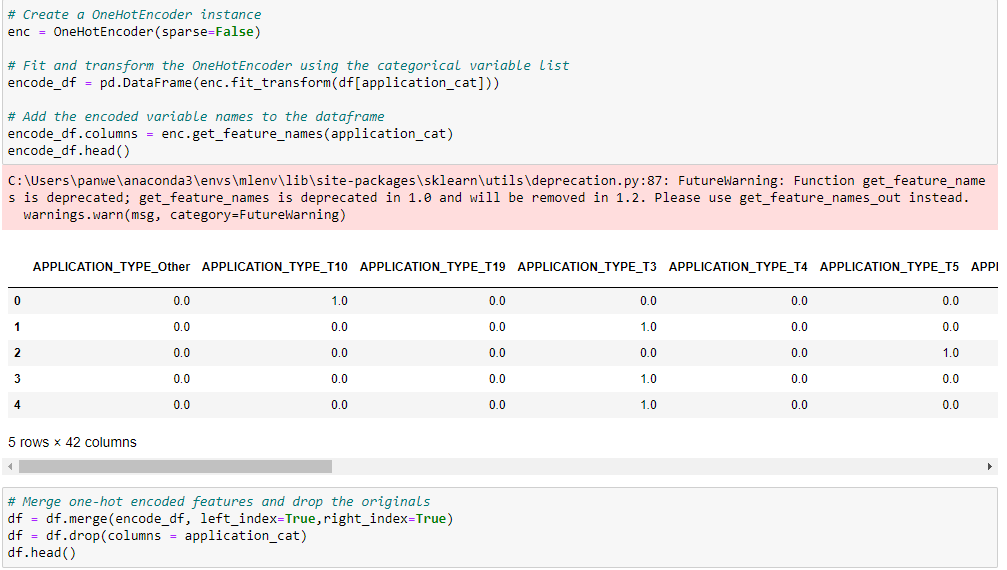 # Create a OneHotEncoder instance
enc = OneHotEncoder(sparse=False)
# Fit and transform the OneHotEncoder using the categorical variable list
encode_df = pd.DataFrame(enc.fit_transform(df[application_cat]))
# Add the encoded variable names to the dataframe
encode_df.columns = enc.get_feature_names(application_cat)
encode_df.head()
C:\Users\panwe\anaconda3\envs\mlenv\lib\site-packages\sklearn\utils\deprecation.py:87: FutureWarning: Function get_feature_name
s is deprecated; get_feature_names is deprecated in 1.0 and will be removed in 1.2. Please use get_feature_names_out instead.
warnings.warn(msg, category=FutureWarning)
APPLICATION_TYPE_Other APPLICATION_TYPE_T10 APPLICATION_TYPE_T19 APPLICATION_TYPE_T3 APPLICATION_TYPE_T4 APPLICATION_TYPE_T5 APPI
0 0.0 1.0 0.0 0.0 0.0 0.0
1 0.0 0.0 0.0 1.0 0.0 0.0
2 0.0 0.0 0.0 0.0 0.0 1.0
3 0.0 0.0 0.0 1.0 0.0 0.0
4 0.0 0.0 0.0 1.0 0.0 0.0
5 rows × 42 columns
# Merge one-hot encoded features and drop the originals
df = df.merge(encode_df, left_index=True,right_index=True)
df = df.drop(columns = application_cat)
df.head()